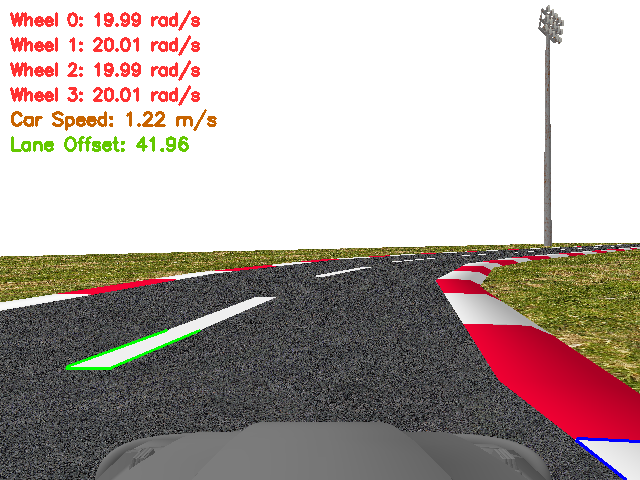 Wheel 0: 19.99 rad/s
Wheel 1: 20.01 rad/s
Wheel 2: 19.99 rad/s
Wheel 3: 20.01 rad/s
Car Speed: 1.22 m/s
Lane Offset: 41.96